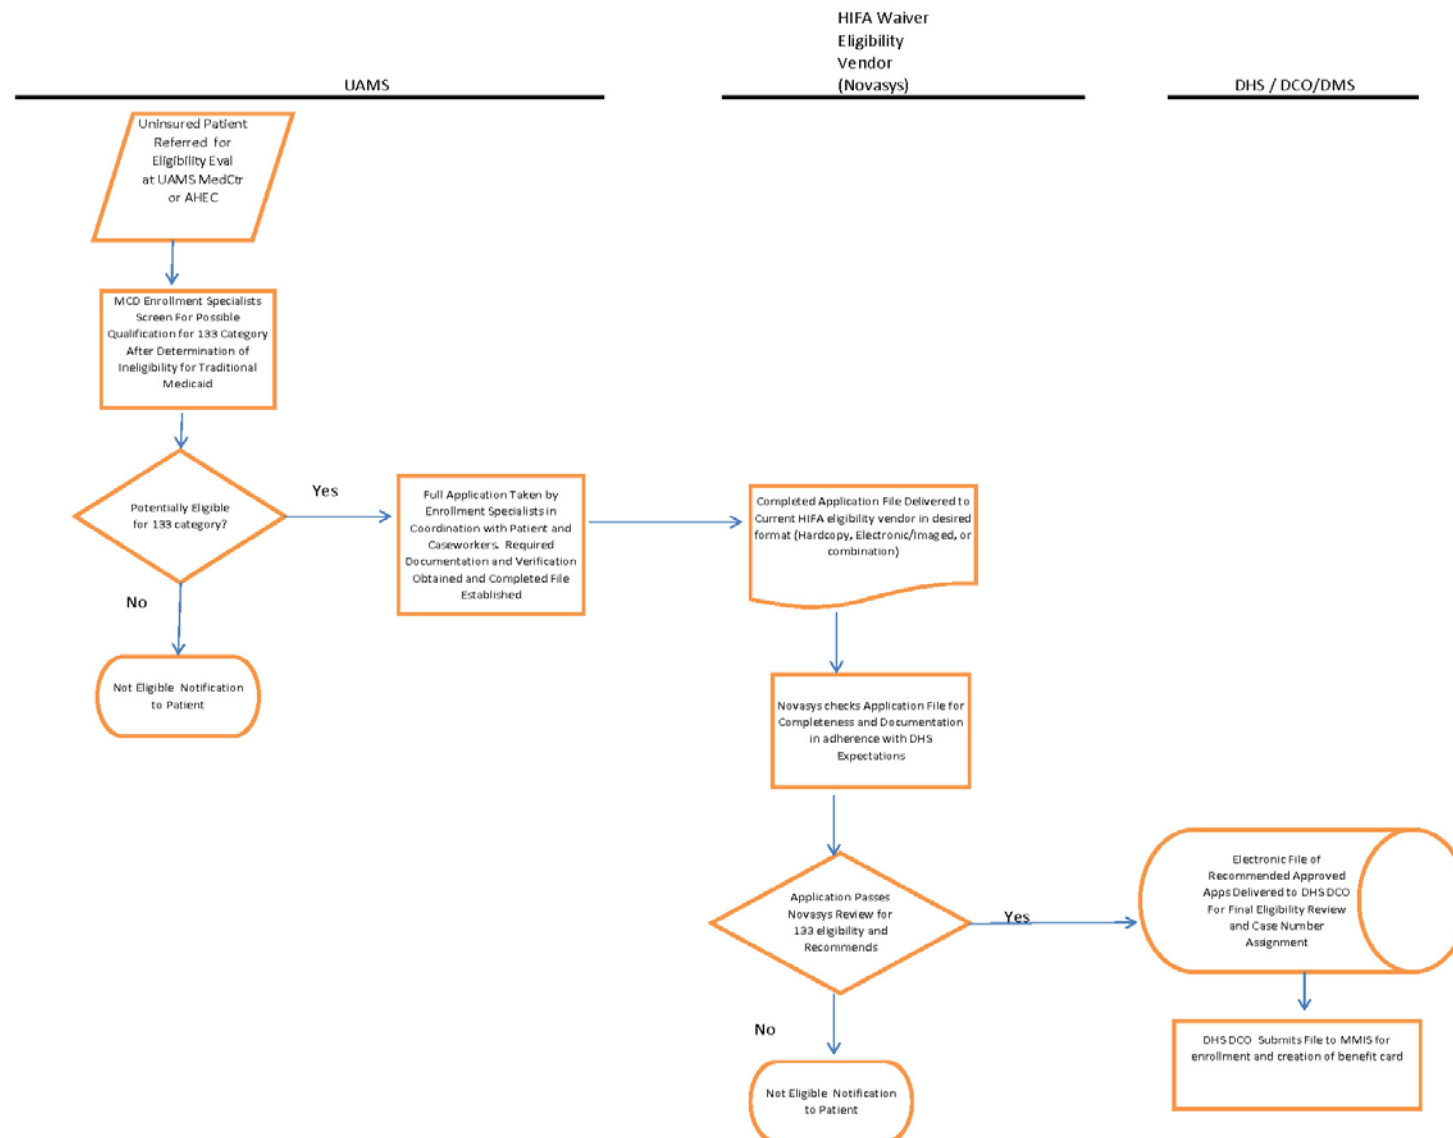 HIFA Waiver
Eligibility
Vendor
(Novasys)
UAMS
DHS / DCO/DMS
Uninsured Patient
Referred for
Eligibility Eval
at UAMS MedCtr
or AHEC
MCD Enrollment Specialists
Screen For Possible
Qualification for 133 Category
After Determination of
Ineligibility for Traditional
Medicaid
Potentially Eligible
for 133 category?
Yes
No
Not Eligible Notification
to Patient
Full Application Taken by
Enrollment Specialists in
Coordination with Patient and
Caseworkers. Required
Documentation and Verification
Obtained and Completed File
Established
Completed Application File Delivered to
Current HIFA eligibility vendor in desired
format (Hardcopy, Electronic/Imaged, or
combination)
Novasys checks Application File for
Completeness and Documentation
in adherence with DHS
Expectations
Application Passes
Novasys Review for
133 eligibility and
Recommends
Yes
No
Not Eligible Notification
to Patient
Electronic File of
Recommended Approved
Apps Delivered to DHS DCO
For Final Eligibility Review
and Case Number
Assignment
DHS DCO Submits File to MMIS for
enrollment and creation of benefit card